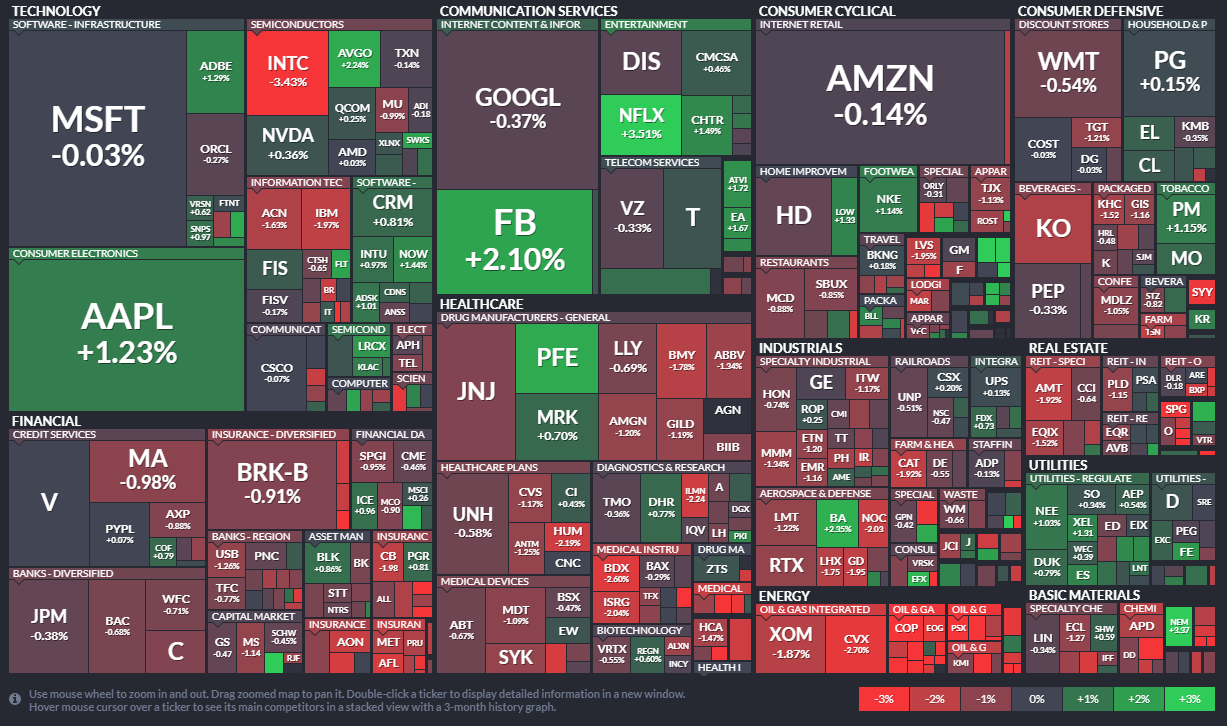 TECHNOLOGY
SOFTWARE - INFRASTRUCTURE
MSFT
-0.03%
ADBE
+1.29%
ORCL
-0.27%
VRSN
+0.62
FTNT
SNPS
+0.97
SEMICONDUCTORS
INTC
-3.43%
AVGO
+2.24%
TXN
-0.14%
QCOM
+0.25%
MU
-0.99%
ADI
-0.18
NVDA
+0.36%
AMD
+0.03%
XLNX
SWKS
CONSUMER ELECTRONICS
AAPL
+1.23%
INFORMATION TEC
ACN
-1.63%
IBM
-1.97%
FIS
CTSH
-0.65
FLT
FISV
-0.17%
BR
IT
SOFTWARE -
CRM
+0.81%
INTU
+0.97%
NOW
+1.44%
ADSK
+1.01
CDNS
ANSS
COMMUNICAT
CSCO
-0.07%
SEMICOND
LRCX
KLAC
ELECT
APH
TEL
COMPUTER
SCIEN
COMMUNICATION SERVICES
INTERNET CONTENT & INFOR
GOOGL
-0.37%
FB
+2.10%
ENTERTAINMENT
DIS
CMCSA
+0.46%
NFLX
+3.51%
CHTR
+1.49%
TELECOM SERVICES
VZ
-0.33%
T
ATVI
+1.72
EA
+1.67
CONSUMER CYCLICAL
INTERNET RETAIL
AMZN
-0.14%
HOME IMPROVEM
HD
LOW
+1.33
FOOTWEA
NKE
+1.14%
SPECIAL
ORLY
-0.31
APPAR
TJX
-1.13%
ROST
TRAVEL
BKNG
+0.18%
LVS
-1.95%
GM
F
RESTAURANTS
MCD
-0.88%
SBUX
-0.85%
PACKA
BLL
LODGI
MAR
APPAR
VFC
CONSUMER DEFENSIVE
DISCOUNT STORES
WMT
-0.54%
COST
-0.03%
TGT
-1.21%
DG
-0.03%
HOUSEHOLD & P
PG
+0.15%
EL
KMB
-0.35%
CL
BEVERAGES -
KO
PEP
-0.33%
PACKAGED
KHC
-1.52
GIS
-1.16
HRL
-0.48
K
SJM
TOBACCO
PM
+1.15%
MO
CONFE
MDLZ
-1.05%
BEVERA
STZ
-0.82
SYY
FARM
TSN
KR
HEALTHCARE
DRUG MANUFACTURERS - GENERAL
JNJ
PFE
LLY
-0.69%
BMY
-1.78%
ABBV
-1.34%
MRK
+0.70%
AMGN
-1.20%
GILD
-1.19%
AGN
BIIB
HEALTHCARE PLANS
UNH
-0.58%
CVS
-1.17%
CI
+0.43%
ANTM
-1.25%
HUM
-2.19%
CNC
DIAGNOSTICS & RESEARCH
TMO
-0.36%
DHR
+0.77%
ILMN
-2.24
A
DGX
IQV
LH
PKI
MEDICAL DEVICES
ABT
-0.67%
MDT
-1.09%
BSX
-0.47%
EW
SYK
MEDICAL INSTRU
BDX
-2.60%
BAX
-0.29%
ISRG
-2.04%
TFX
DRUG MA
ZTS
MEDICAL
BIOTECHNOLOGY
VRTX
-0.55%
REGN
+0.60%
ALXN
INCY
HCA
-1.47%
HEALTH I
FINANCIAL
CREDIT SERVICES
V
MA
-0.98%
PYPL
+0.07%
AXP
-0.88%
COF
+0.79
BANKS - DIVERSIFIED
JPM
-0.38%
BAC
-0.68%
WFC
-0.71%
C
INSURANCE - DIVERSIFIED
BRK-B
-0.91%
FINANCIAL DA
SPGI
-0.95%
CME
-0.46%
ICE
+0.96
MCO
-0.90
MSCI
+0.26
BANKS - REGION
USB
-1.26%
PNC
TFC
-0.77%
ASSET MAN
BLK
+0.86%
BK
STT
NTRS
INSURANC
CB
-1.98
PGR
+0.81
ALL
CAPITAL MARKET
GS
-0.47
MS
-1.14
SCHW
-0.45%
RJF
INSURANCE
AON
INSURAN
MET
PRU
AFL
INDUSTRIALS
SPECIALTY INDUSTRIAL
HON
-0.74%
GE
ITW
-1.17%
ROP
+0.25
CMI
MMM
-1.34%
ETN
-1.20
TT
EMR
-1.16
PH
IR
AME
RAILROADS
UNP
-0.51%
CSX
+0.20%
NSC
-0.47
INTEGRA
UPS
+0.13%
FDX
+0.73
FARM & HEA
CAT
-1.92%
DE
-0.55
STAFFIN
ADP
-0.13%
AEROSPACE & DEFENSE
LMT
-1.22%
BA
+2.35%
NOC
-2.03
RTX
LHX
-1.75
GD
-1.95
SPECIAL
GPN
-0.42
WASTE
WM
-0.66
CONSUL
VRSK
EFX
JCI
J
REAL ESTATE
REIT - SPECI
AMT
-1.92%
CCI
-0.64
EQIX
-1.52%
REIT - IN
PLD
-1.15
PSA
REIT - O
DLR
-0.18
ARE
BXP
REIT - RE
EQR
AVB
SPG
O
VTR
UTILITIES
UTILITIES - REGULATE
NEE
+1.03%
SO
+0.94%
AEP
+0.54%
XEL
+1.31
ED
EIX
WEC
+0.39
DUK
+0.79%
ES
LNT
UTILITIES -
D
SRE
EXC
PEG
FE
ENERGY
OIL & GAS INTEGRATED
XOM
-1.87%
CVX
-2.70%
OIL & GA
COP
EOG
OIL & G
PSX
OIL & G
KMI
BASIC MATERIALS
SPECIALTY CHE
LIN
-0.34%
ECL
-1.27
SHW
+0.59
IFF
CHEMI
APD
DD
NEM
+3.97
Use mouse wheel to zoom in and out. Drag zoomed map to pan it. Double-click a ticker to display detailed information in a new window.
Hover mouse cursor over a ticker to see its main competitors in a stacked view with a 3-month history graph.
-3%
-2%
-1%
0%
+1%
+2%
+3%